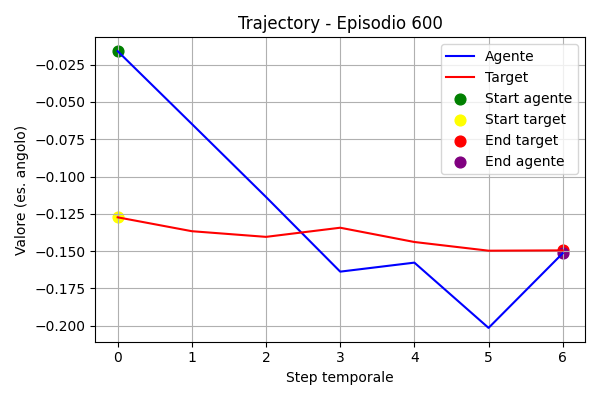 Trajectory - Episodio 600
Valore (es. angolo)
−0.025
−0.050
−0.075
−0.100
−0.125
−0.150
−0.175
−0.200
Agente
Target
Start agente
Start target
End target
End agente
0 1 2 3 4 5 6
Step temporale